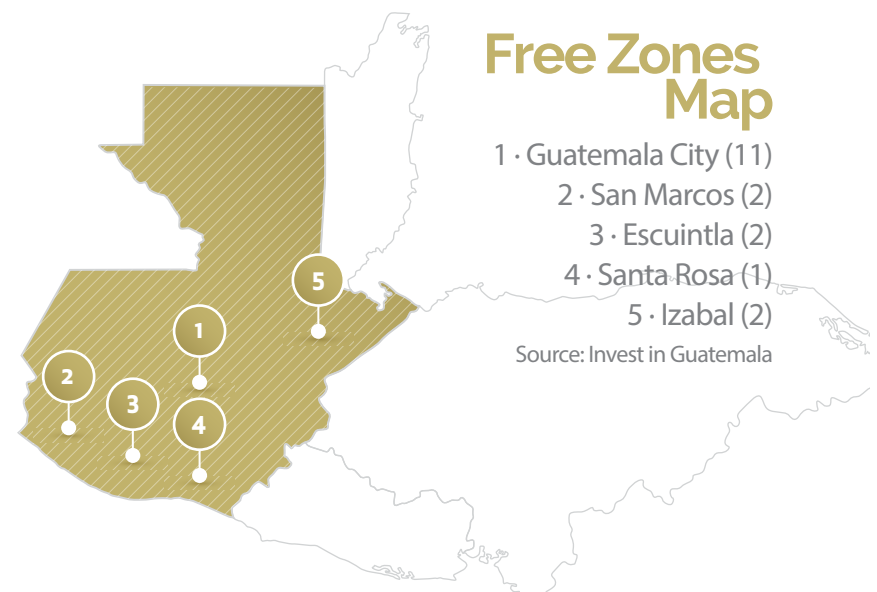 Free Zones
Map
1 · Guatemala City (11)
2 · San Marcos (2)
3 · Escuintla (2)
4 · Santa Rosa (1)
5 · Izabal (2)
Source: Invest in Guatemala
5
1
2
3
4